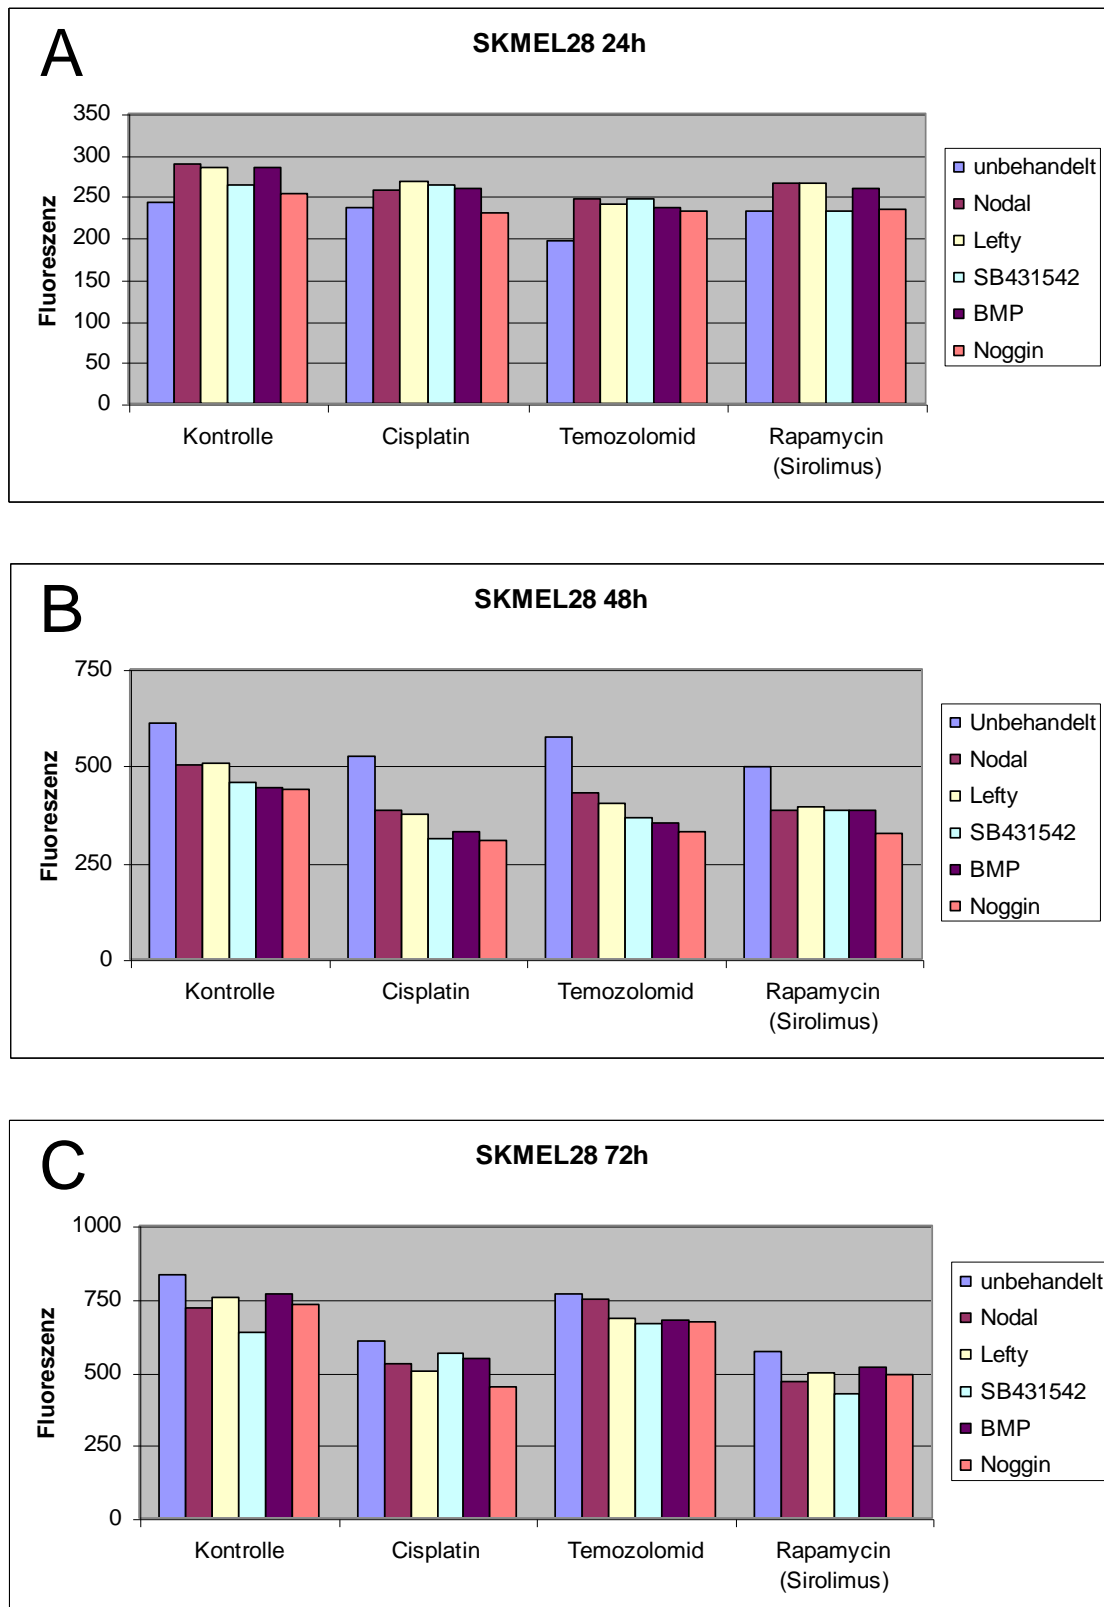 A
SKMEL28 24h
350
300
250
200
150
100
50
0
Fluoreszenz
Kontrolle
Cisplatin
Temozolomid
Rapamycin
(Sirolimus)
unbehandelt
Nodal
Lefty
SB431542
BMP
Noggin
B
SKMEL28 48h
750
500
250
0
Fluoreszenz
Kontrolle
Cisplatin
Temozolomid
Rapamycin
(Sirolimus)
Unbehandelt
Nodal
Lefty
SB431542
BMP
Noggin
C
SKMEL28 72h
1000
750
500
250
0
Fluoreszenz
Kontrolle
Cisplatin
Temozolomid
Rapamycin
(Sirolimus)
unbehandelt
Nodal
Lefty
SB431542
BMP
Noggin